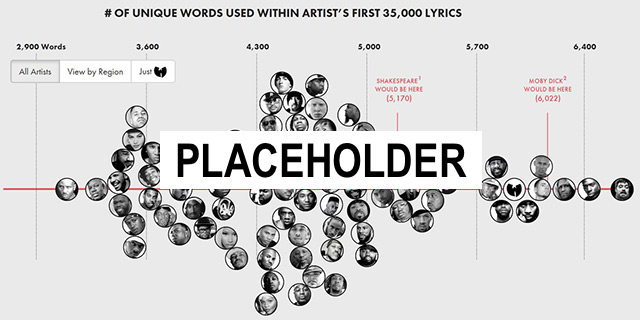 # OF UNIQUE WORDS USED WITHIN ARTIST'S FIRST 35,000 LYRICS
2,900 Words 3,600 4,300 5,000 5,700 6,400
All Artists View by Region Just
SHAKESPEARE¹
WOULD BE HERE
(5,170)
MOBY DICK²
WOULD BE HERE
(6,022)
PLACEHOLDER